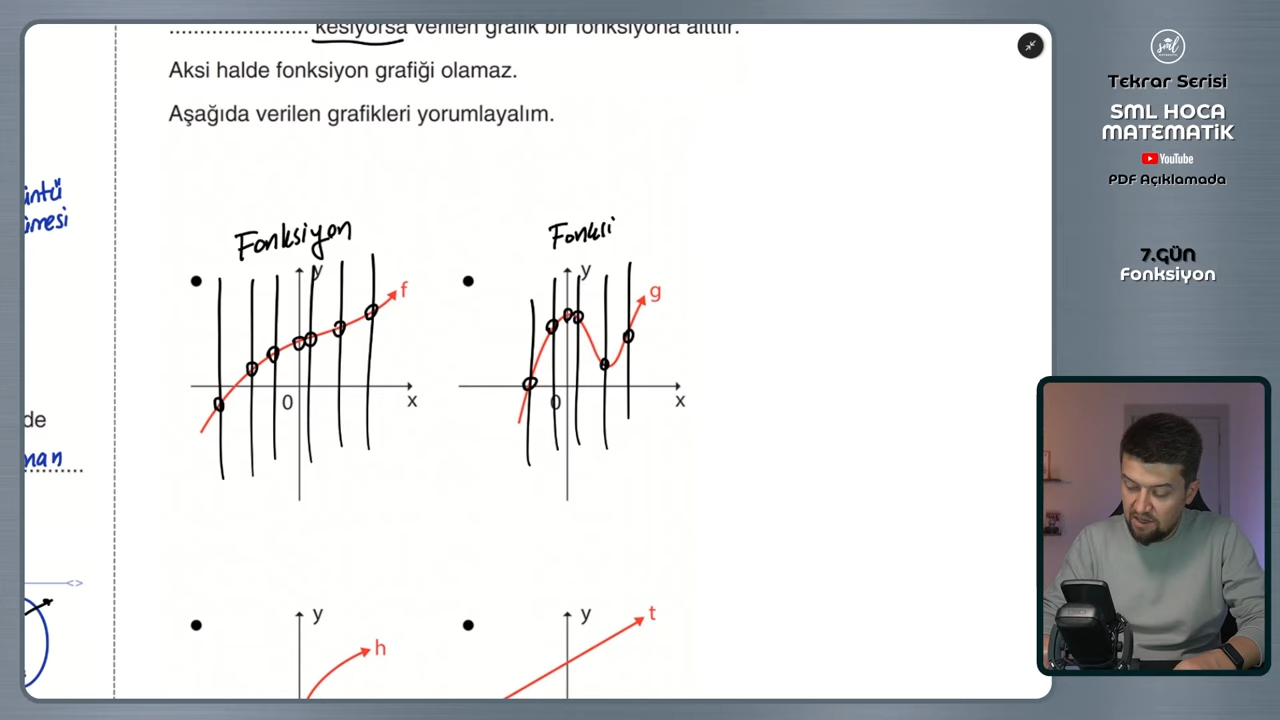 ...................... kesiyorsa verilen grafik bir fonksiyona aittir.
Aksi halde fonksiyon grafiği olamaz.
Aşağıda verilen grafikleri yorumlayalım.
Fonksiyon
Fonksi
y
f
0
x
y
g
0
x
y
h
y
t
de
sml
Tekrar Serisi
SML HOCA
MATEMATİK
YouTube
PDF Açıklamada
7.GÜN
Fonksiyon